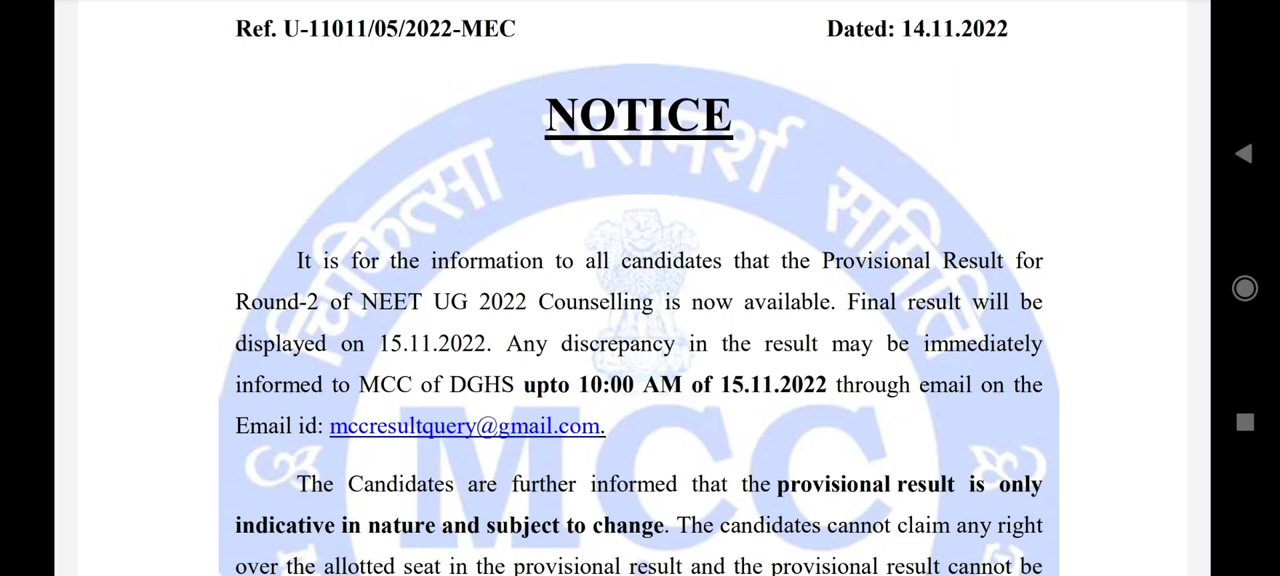 Ref. U-11011/05/2022-MEC Dated: 14.11.2022
NOTICE
चिकित्सा परामर्श समिति
It is for the information to all candidates that the Provisional Result for
Round-2 of NEET UG 2022 Counselling is now available. Final result will be
displayed on 15.11.2022. Any discrepancy in the result may be immediately
informed to MCC of DGHS upto 10:00 AM of 15.11.2022 through email on the
Email id: mccresultquery@gmail.com.
MCC
The Candidates are further informed that the provisional result is only
indicative in nature and subject to change. The candidates cannot claim any right
over the allotted seat in the provisional result and the provisional result cannot be